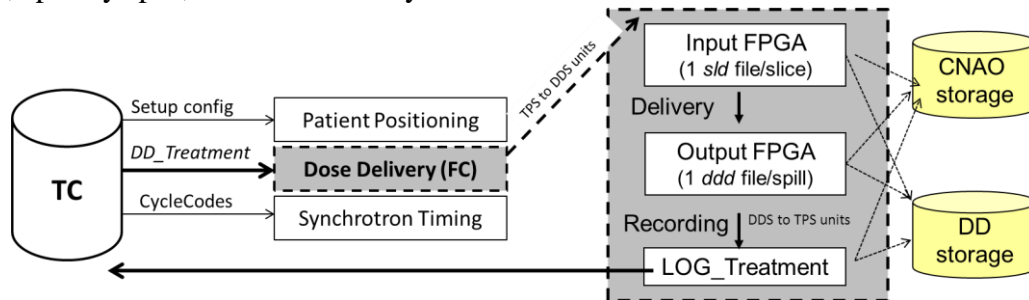 TC
Setup config
DD_Treatment
CycleCodes
Patient Positioning
Dose Delivery (FC)
Synchrotron Timing
TPS to DDS units
Input FPGA
(1 sld file/slice)
Delivery
Output FPGA
(1 ddd file/spill)
Recording
DDS to TPS units
LOG_Treatment
CNAO
storage
DD
storage